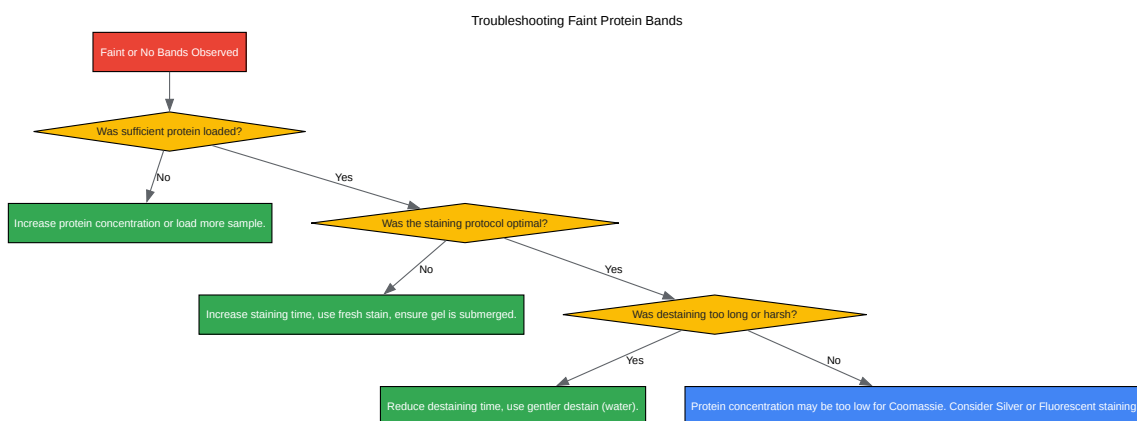 Troubleshooting Faint Protein Bands
Faint or No Bands Observed
Was sufficient protein loaded?
No
Yes
Increase protein concentration or load more sample.
Was the staining protocol optimal?
No
Yes
Increase staining time, use fresh stain, ensure gel is submerged.
Was destaining too long or harsh?
Yes
No
Reduce destaining time, use gentler destain (water).
Protein concentration may be too low for Coomassie. Consider Silver or Fluorescent staining